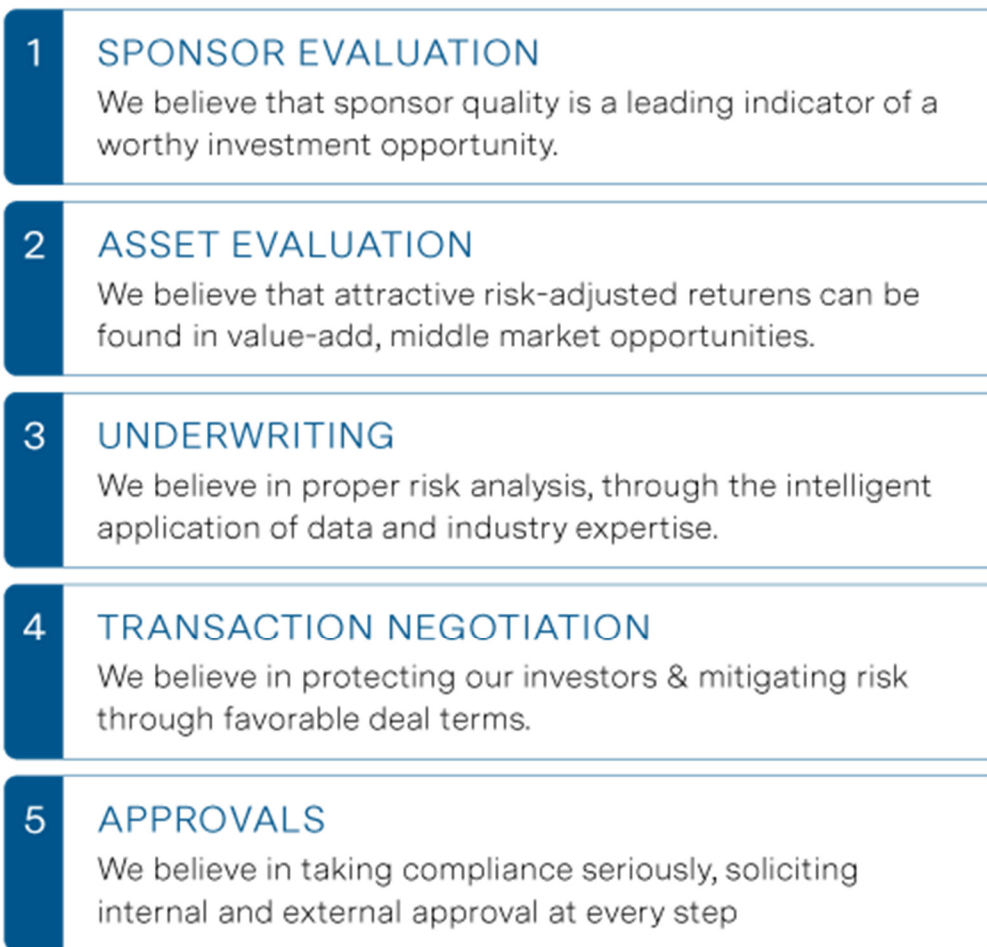 1
SPONSOR EVALUATION
We believe that sponsor quality is a leading indicator of a
worthy investment opportunity.
2
ASSET EVALUATION
We believe that attractive risk-adjusted returens can be
found in value-add, middle market opportunities.
3
UNDERWRITING
We believe in proper risk analysis, through the intelligent
application of data and industry expertise.
4
TRANSACTION NEGOTIATION
We believe in protecting our investors & mitigating risk
through favorable deal terms.
5
APPROVALS
We believe in taking compliance seriously, soliciting
internal and external approval at every step